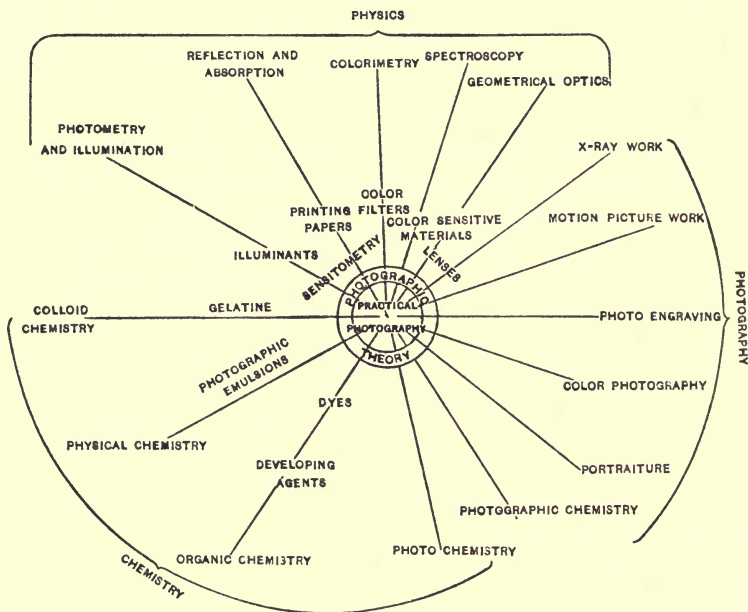 PHYSICS
REFLECTION AND
ABSORPTION
COLORIMETRY
SPECTROSCOPY
GEOMETRICAL OPTICS
PHOTOMETRY
AND ILLUMINATION
X-RAY WORK
MOTION PICTURE WORK
COLOR
FILTERS
PRINTING
PAPERS
COLOR SENSITIVE
MATERIALS
LENSES
SENSITOMETRY
ILLUMINANTS
PHOTOGRAPHIC
PRACTICAL
PHOTOGRAPHY
THEORY
COLLOID
CHEMISTRY
GELATINE
PHOTO ENGRAVING
PHOTOGRAPHY
PHOTOGRAPHIC
EMULSIONS
COLOR PHOTOGRAPHY
DYES
PHYSICAL CHEMISTRY
DEVELOPING
AGENTS
PORTRAITURE
PHOTOGRAPHIC CHEMISTRY
ORGANIC CHEMISTRY
PHOTO CHEMISTRY
CHEMISTRY